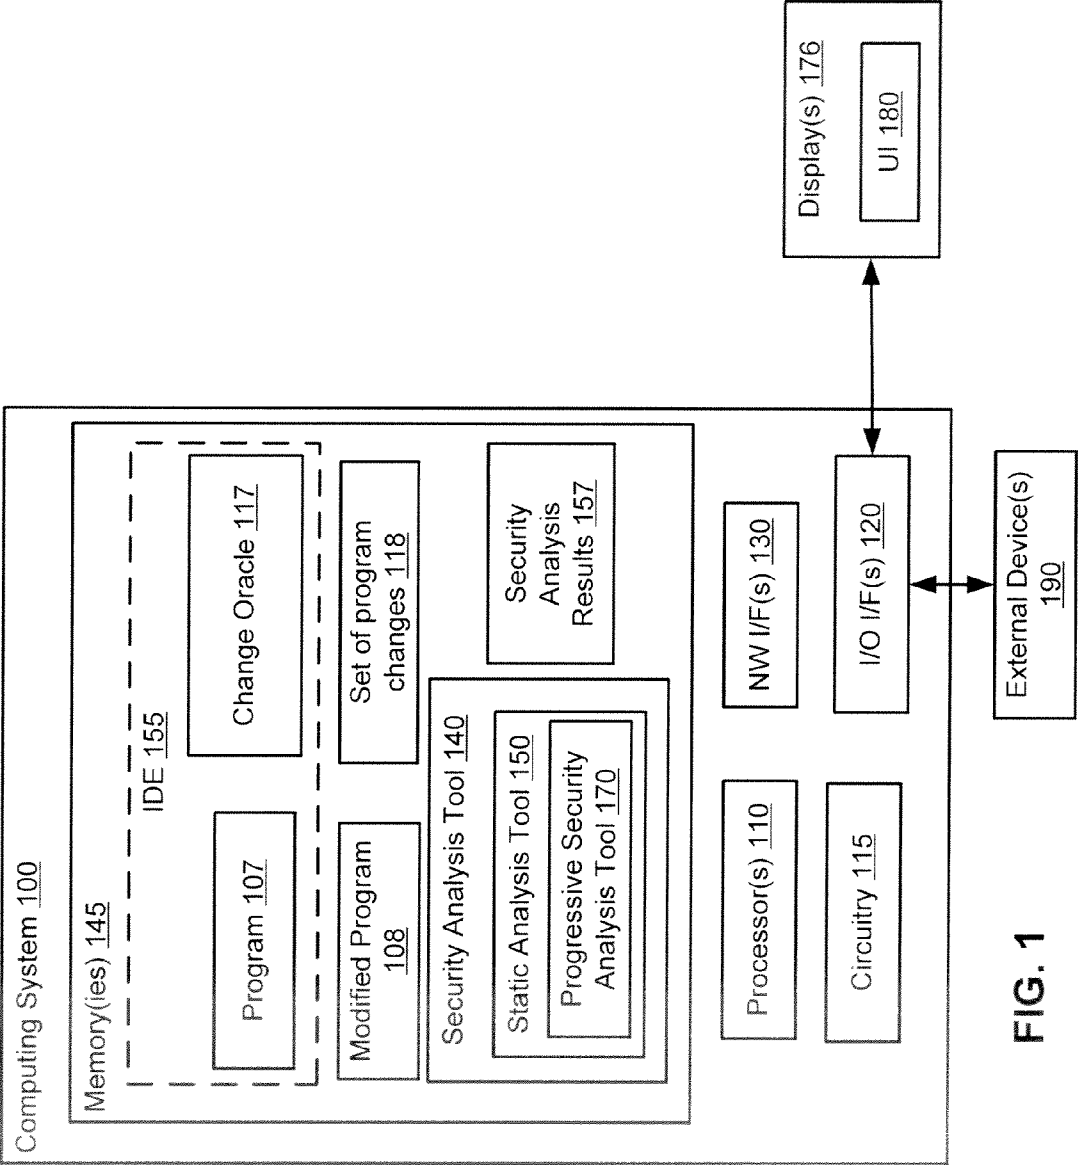 Computing System 100
Memory(ies) 145
IDE 155
Program 107
Change Oracle 117
Modified Program
108
Set of program
changes 118
Security Analysis Tool 140
Static Analysis Tool 150
Progressive Security
Analysis Tool 170
Security
Analysis
Results 157
Processor(s) 110
NW I/F(s) 130
Circuitry 115
I/O I/F(s) 120
Display(s) 176
UI 180
External Device(s)
190
FIG. 1